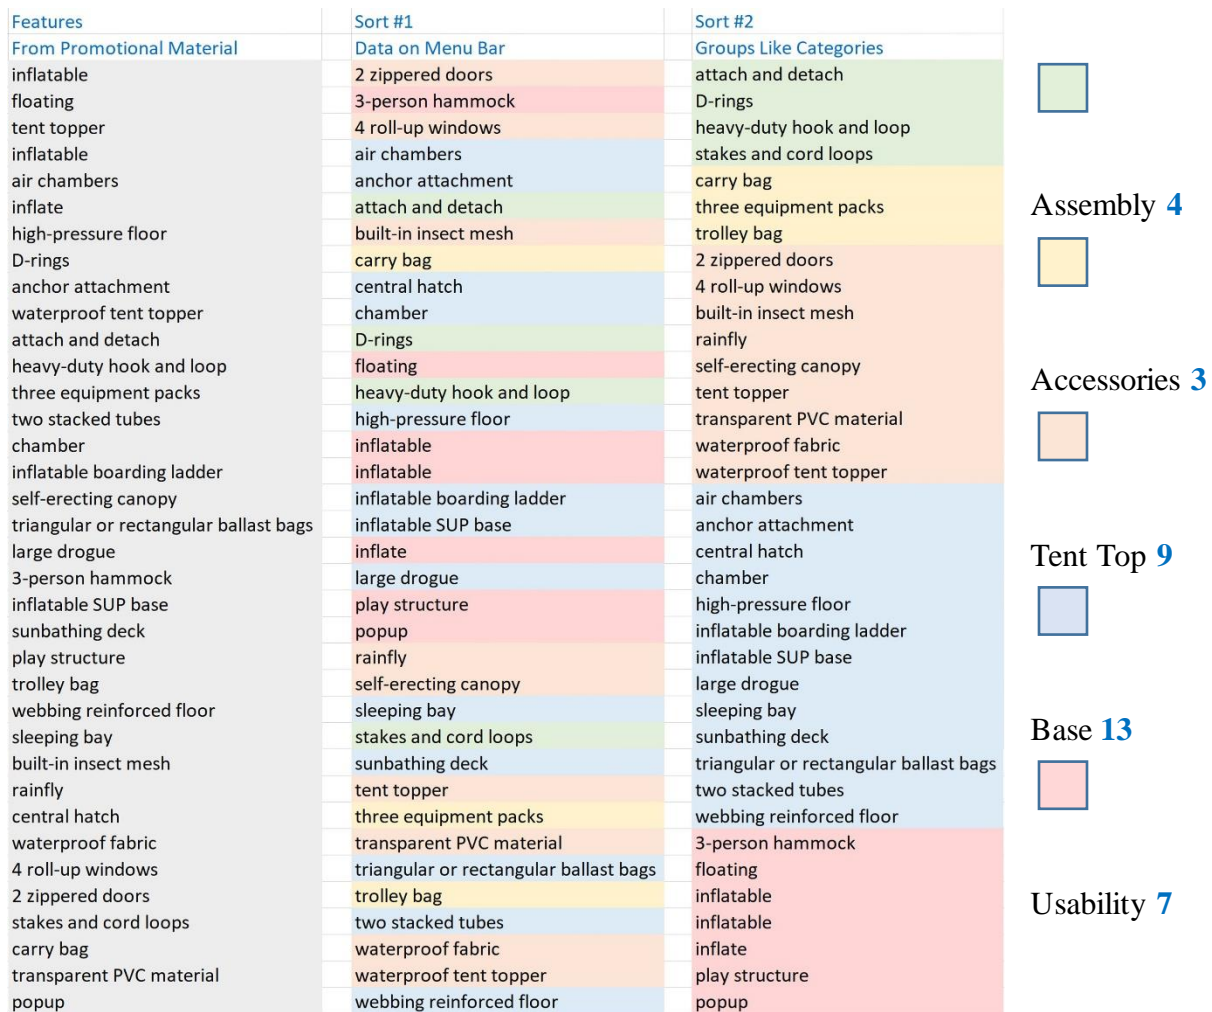 Features Sort #1 Sort #2
From Promotional Material Data on Menu Bar Groups Like Categories
inflatable 2 zippered doors attach and detach
floating 3-person hammock D-rings
tent topper 4 roll-up windows heavy-duty hook and loop
inflatable air chambers stakes and cord loops
air chambers anchor attachment carry bag
inflate attach and detach three equipment packs Assembly 4
high-pressure floor built-in insect mesh trolley bag
D-rings carry bag 2 zippered doors
anchor attachment central hatch 4 roll-up windows
waterproof tent topper chamber built-in insect mesh
attach and detach D-rings rainfly
heavy-duty hook and loop floating self-erecting canopy
three equipment packs heavy-duty hook and loop tent topper Accessories 3
two stacked tubes high-pressure floor transparent PVC material
chamber inflatable waterproof fabric
inflatable boarding ladder inflatable waterproof tent topper
self-erecting canopy inflatable boarding ladder air chambers
triangular or rectangular ballast bags inflatable SUP base anchor attachment
large drogue inflate central hatch Tent Top 9
3-person hammock large drogue chamber
inflatable SUP base play structure high-pressure floor
sunbathing deck popup inflatable boarding ladder
play structure rainfly inflatable SUP base
trolley bag self-erecting canopy large drogue
webbing reinforced floor sleeping bay sleeping bay
sleeping bay stakes and cord loops sunbathing deck Base 13
built-in insect mesh sunbathing deck triangular or rectangular ballast bags
rainfly tent topper two stacked tubes
central hatch three equipment packs webbing reinforced floor
waterproof fabric transparent PVC material 3-person hammock
4 roll-up windows triangular or rectangular ballast bags floating
2 zippered doors trolley bag inflatable
stakes and cord loops two stacked tubes inflatable Usability 7
carry bag waterproof fabric inflate
transparent PVC material waterproof tent topper play structure
popup webbing reinforced floor popup